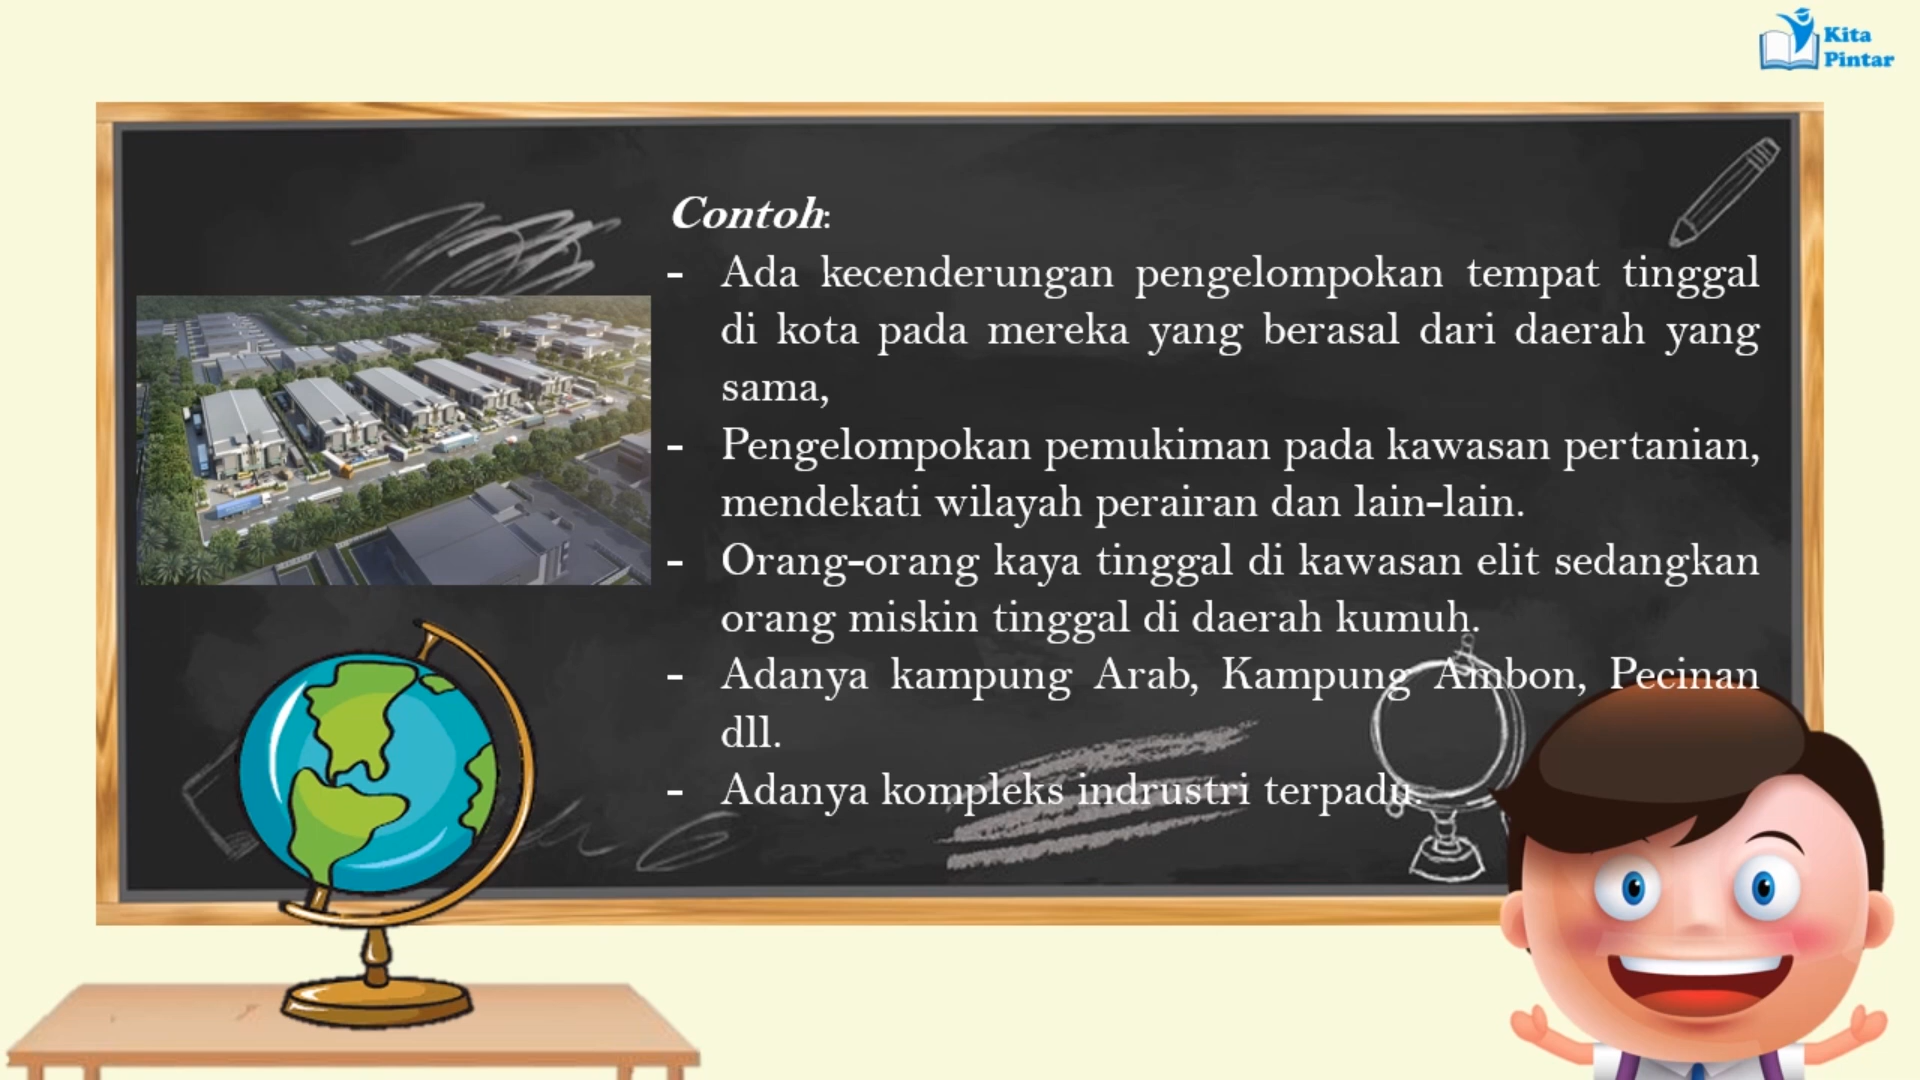 Kita
Pintar
Contoh:
- Ada kecenderungan pengelompokan tempat tinggal
di kota pada mereka yang berasal dari daerah yang
sama,
- Pengelompokan pemukiman pada kawasan pertanian,
mendekati wilayah perairan dan lain-lain.
- Orang-orang kaya tinggal di kawasan elit sedangkan
orang miskin tinggal di daerah kumuh.
- Adanya kampung Arab, Kampung Ambon, Pecinan
dll.
- Adanya kompleks indrustri terpadu.